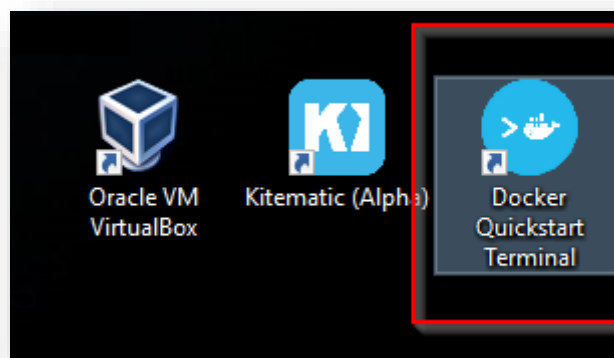 Oracle VM
VirtualBox
Kitematic (Alpha)
Docker
Quickstart
Terminal